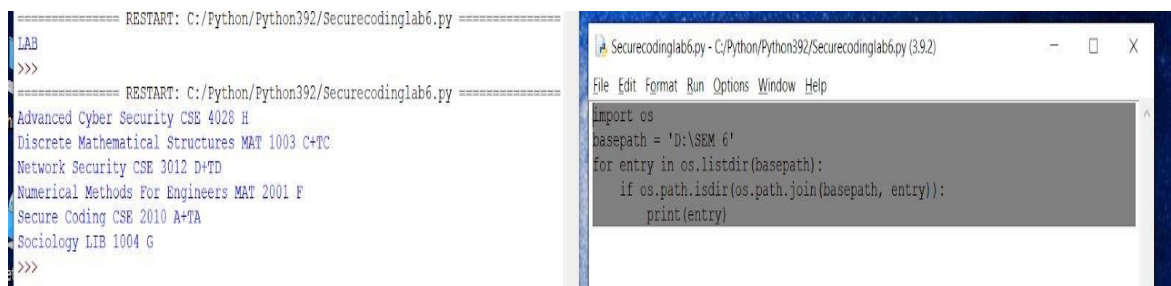 =============== RESTART: C:/Python/Python392/Securecodinglab6.py ===============
LAB
>>>
=============== RESTART: C:/Python/Python392/Securecodinglab6.py ===============
Advanced Cyber Security CSE 4028 H
Discrete Mathematical Structures MAT 1003 C+TC
Network Security CSE 3012 D+TD
Numerical Methods For Engineers MAT 2001 F
Secure Coding CSE 2010 A+TA
Sociology LIB 1004 G
>>>
Securecodinglab6.py - C:/Python/Python392/Securecodinglab6.py (3.9.2)
File Edit Format Run Options Window Help
import os
basepath = 'D:\SEM 6'
for entry in os.listdir(basepath):
    if os.path.isdir(os.path.join(basepath, entry)):
        print(entry)